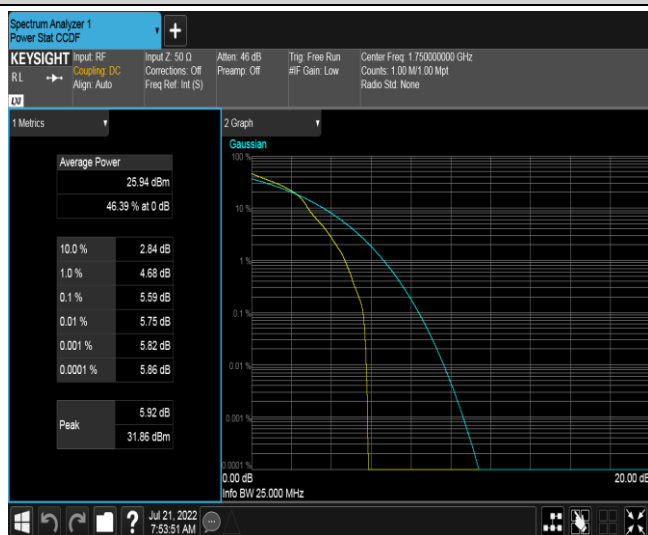 Spectrum Analyzer 1
Power Stat CCDF
+
KEYSIGHT
RL
LXI
Input: RF
Coupling: DC
Align: Auto
Input Z: 50 Ω
Corrections: Off
Freq Ref: Int (S)
Atten: 46 dB
Preamp: Off
Trig: Free Run
#IF Gain: Low
Center Freq: 1.750000000 GHz
Counts: 1.00 M/1.00 Mpt
Radio Std: None
1 Metrics
Average Power
25.94 dBm
46.39 % at 0 dB
10.0 % 2.84 dB
1.0 % 4.68 dB
0.1 % 5.59 dB
0.01 % 5.75 dB
0.001 % 5.82 dB
0.0001 % 5.86 dB
Peak
5.92 dB
31.86 dBm
2 Graph
Gaussian
100 %
10 %
1 %
0.1 %
0.01 %
0.001 %
0.0001 %
0.00 dB
20.00 dB
Info BW 25.000 MHz
?
Jul 21, 2022
7:53:51 AM